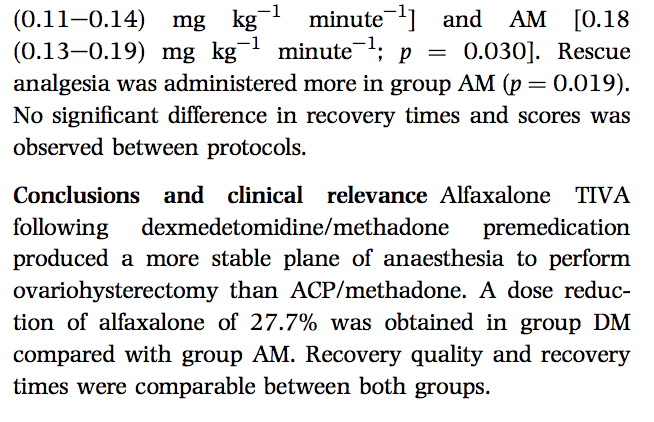 (0.11–0.14) mg kg⁻¹ minute⁻¹] and AM [0.18
(0.13–0.19) mg kg⁻¹ minute⁻¹; p = 0.030]. Rescue
analgesia was administered more in group AM (p = 0.019).
No significant difference in recovery times and scores was
observed between protocols.
Conclusions and clinical relevance Alfaxalone TIVA
following dexmedetomidine/methadone premedication
produced a more stable plane of anaesthesia to perform
ovariohysterectomy than ACP/methadone. A dose reduc-
tion of alfaxalone of 27.7% was obtained in group DM
compared with group AM. Recovery quality and recovery
times were comparable between both groups.